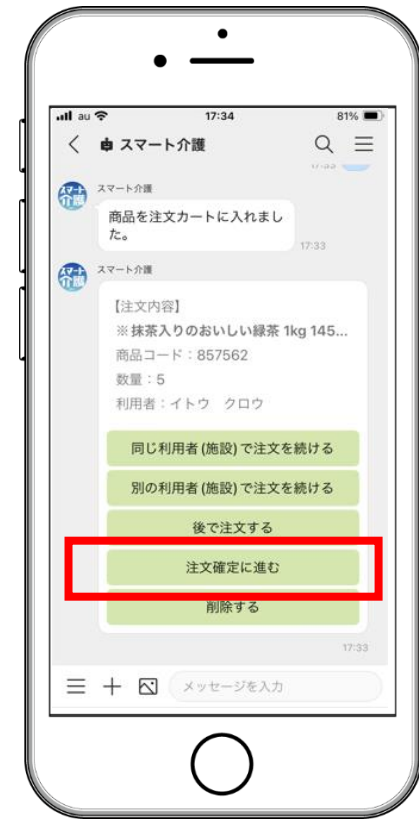 au 17:34 81%
スマート介護
17:33
スマート介護
商品を注文カートに入れまし
た。
17:33
スマート介護
【注文内容】
※抹茶入りのおいしい緑茶 1kg 145...
商品コード：857562
数量：5
利用者：イトウ　クロウ
同じ利用者(施設)で注文を続ける
別の利用者(施設)で注文を続ける
後で注文する
注文確定に進む
削除する
17:33
メッセージを入力